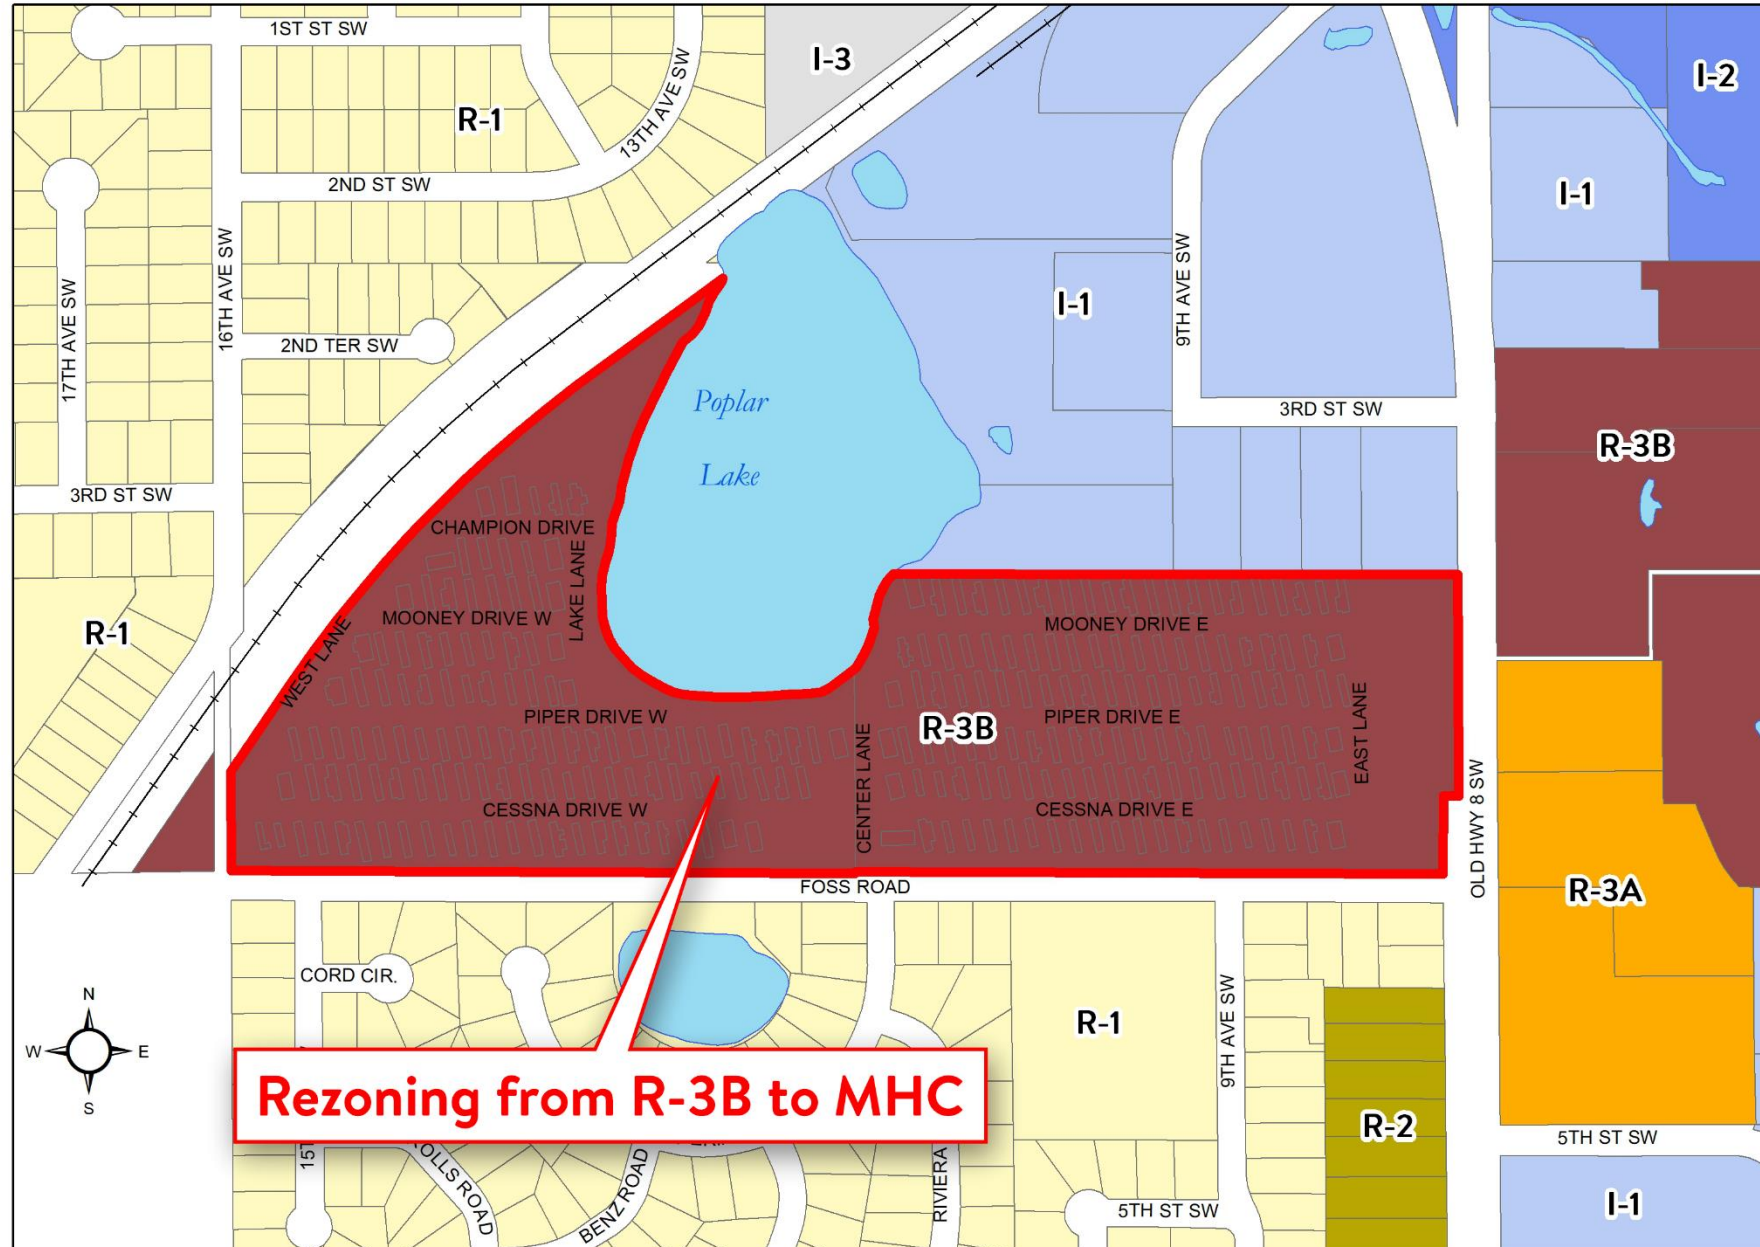 1ST ST SW
I-3
I-2
R-1
13TH AVE SW
2ND ST SW
I-1
16TH AVE SW
17TH AVE SW
9TH AVE SW
I-1
2ND TER SW
Poplar
Lake
3RD ST SW
R-3B
3RD ST SW
CHAMPION DRIVE
LAKE LANE
MOONEY DRIVE W
MOONEY DRIVE E
R-1
WEST LANE
PIPER DRIVE W
R-3B
PIPER DRIVE E
EAST LANE
CENTER LANE
CESSNA DRIVE W
CESSNA DRIVE E
OLD HWY 8 SW
FOSS ROAD
R-3A
CORD CIR.
N
W
E
S
R-1
9TH AVE SW
Rezoning from R-3B to MHC
R-2
5TH ST SW
15T
OLLS ROAD
BENZ ROAD
RIVIERA
5TH ST SW
I-1